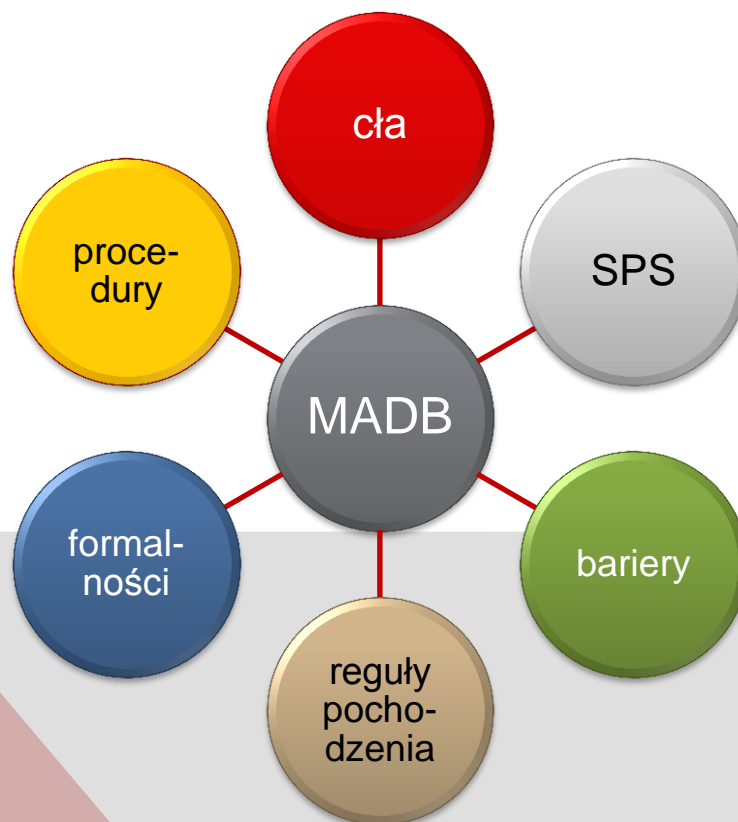 cła
proce-
dury
SPS
MADB
formal-
ności
bariery
reguły
pocho-
dzenia